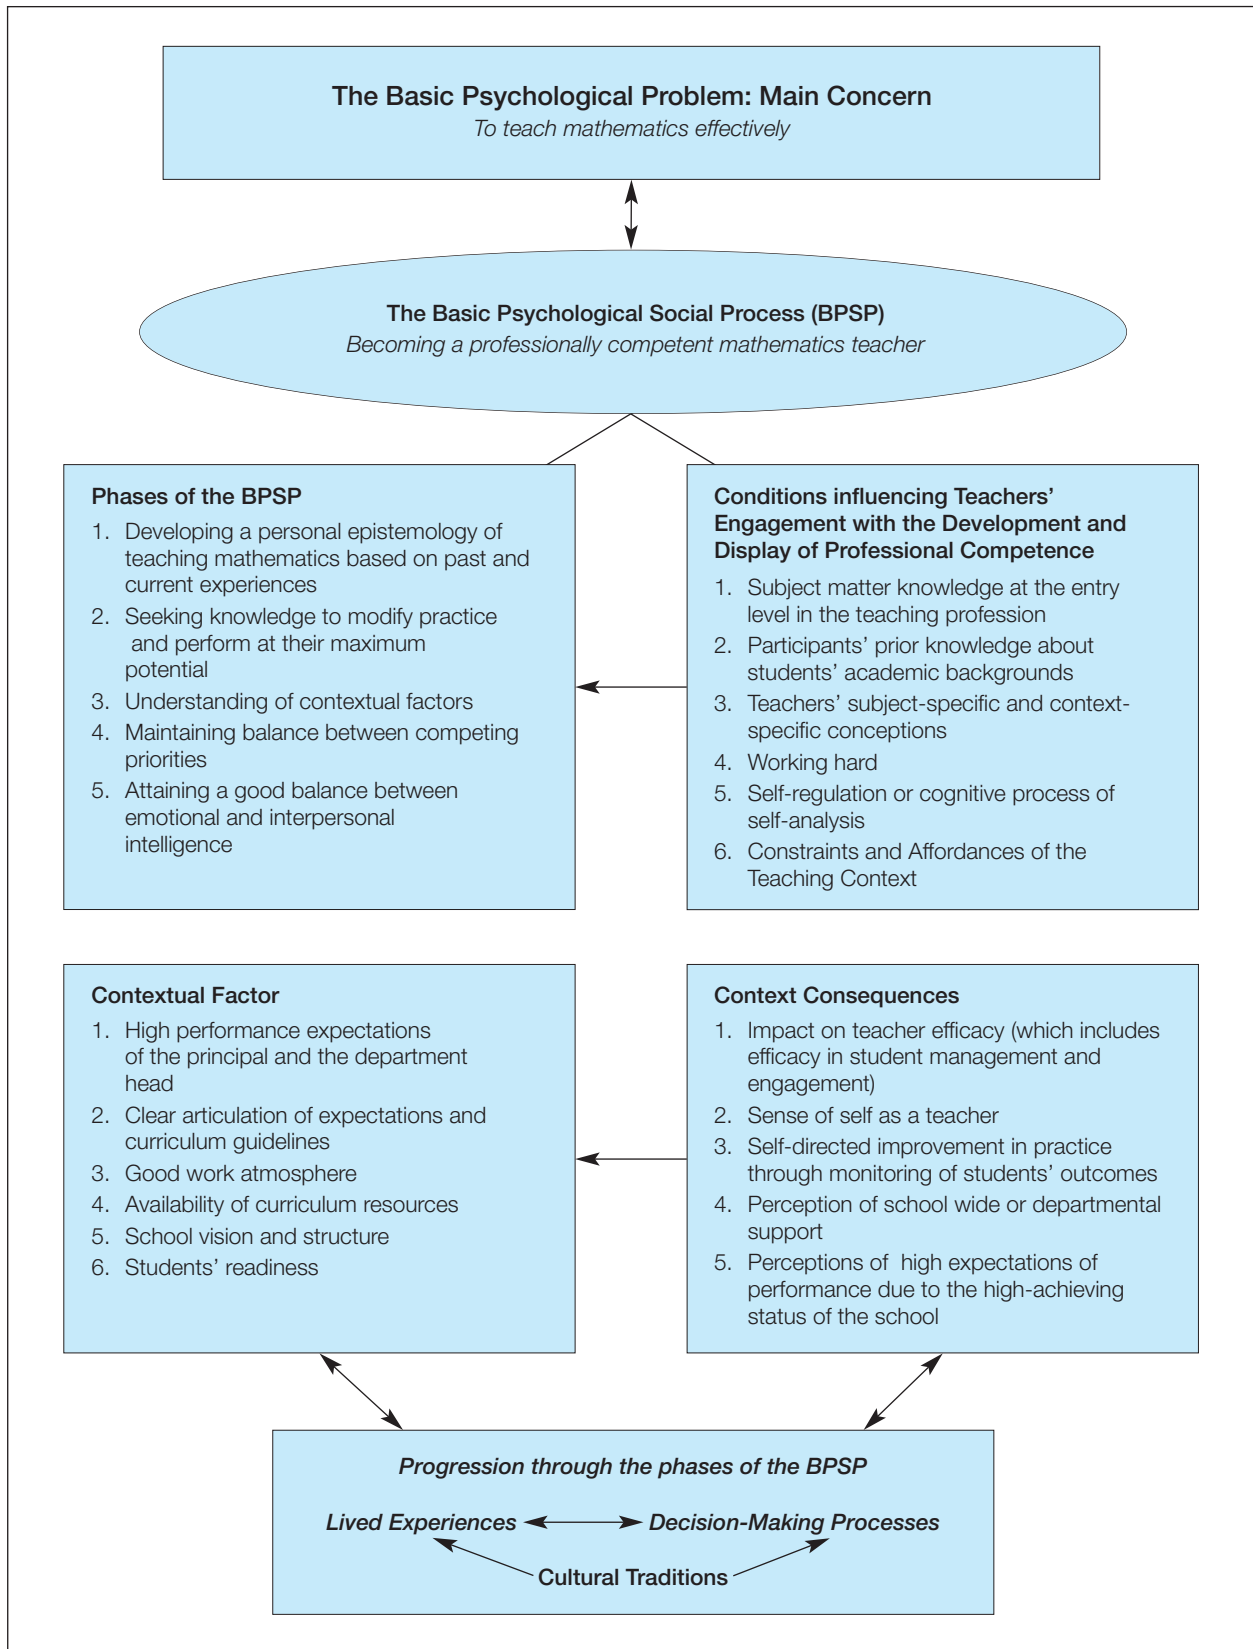 The Basic Psychological Problem: Main Concern
To teach mathematics effectively
The Basic Psychological Social Process (BPSP)
Becoming a professionally competent mathematics teacher
Phases of the BPSP
1. Developing a personal epistemology of
teaching mathematics based on past and
current experiences
2. Seeking knowledge to modify practice
and perform at their maximum
potential
3. Understanding of contextual factors
4. Maintaining balance between competing
priorities
5. Attaining a good balance between
emotional and interpersonal
intelligence
Conditions influencing Teachers’
Engagement with the Development and
Display of Professional Competence
1. Subject matter knowledge at the entry
level in the teaching profession
2. Participants’ prior knowledge about
students’ academic backgrounds
3. Teachers’ subject-specific and context-
specific conceptions
4. Working hard
5. Self-regulation or cognitive process of
self-analysis
6. Constraints and Affordances of the
Teaching Context
Contextual Factor
1. High performance expectations
of the principal and the department
head
2. Clear articulation of expectations and
curriculum guidelines
3. Good work atmosphere
4. Availability of curriculum resources
5. School vision and structure
6. Students’ readiness
Context Consequences
1. Impact on teacher efficacy (which includes
efficacy in student management and
engagement)
2. Sense of self as a teacher
3. Self-directed improvement in practice
through monitoring of students’ outcomes
4. Perception of school wide or departmental
support
5. Perceptions of high expectations of
performance due to the high-achieving
status of the school
Progression through the phases of the BPSP
Lived Experiences Decision-Making Processes
Cultural Traditions